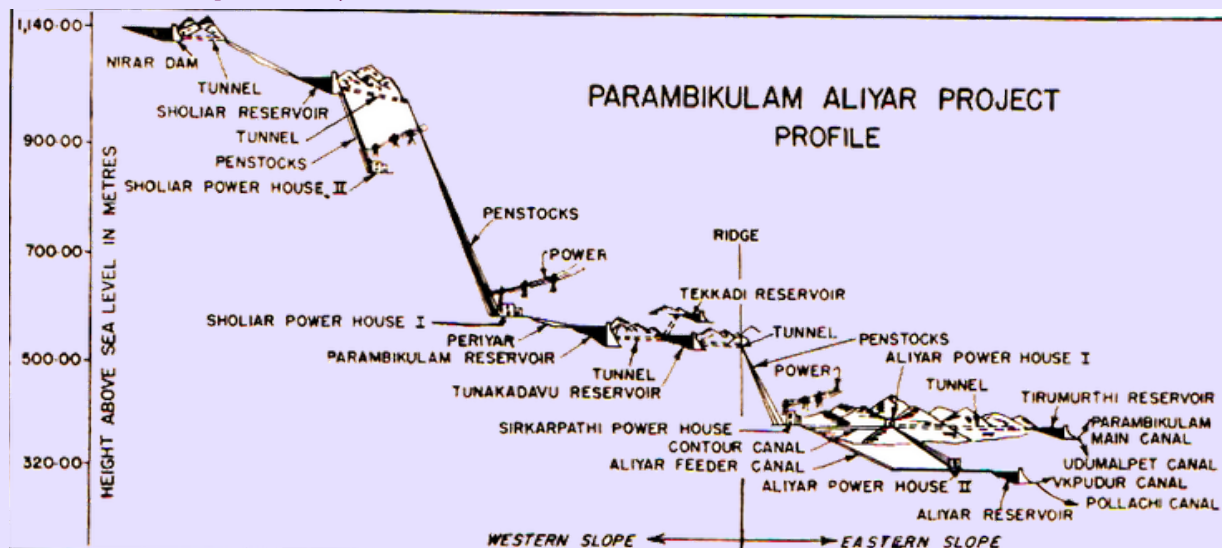 1,140·00
NIRAR DAM
TUNNEL
SHOLIAR RESERVOIR
TUNNEL
PENSTOCKS
SHOLIAR POWER HOUSE II
900·00
PARAMBIKULAM ALIYAR PROJECT
PROFILE
HEIGHT ABOVE SEA LEVEL IN METRES
700·00
PENSTOCKS
POWER
RIDGE
TEKKADI RESERVOIR
SHOLIAR POWER HOUSE I
PERIYAR
PARAMBIKULAM RESERVOIR
TUNNEL
TUNAKADAVU RESERVOIR
500·00
TUNNEL
PENSTOCKS
ALIYAR POWER HOUSE I
POWER
TUNNEL
TIRUMURTHI RESERVOIR
SIRKARPATHI POWER HOUSE
PARAMBIKULAM
MAIN CANAL
CONTOUR CANAL
320·00
ALIYAR FEEDER CANAL
UDUMALPET CANAL
ALIYAR POWER HOUSE II
VKPUDUR CANAL
POLLACHI CANAL
ALIYAR RESERVOIR
WESTERN SLOPE
EASTERN SLOPE